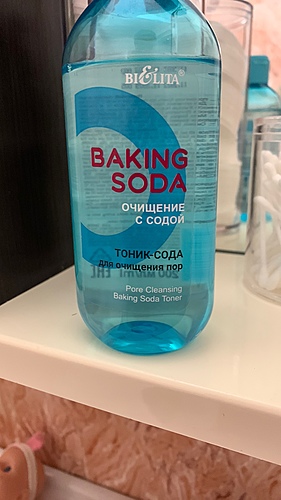 BIELITA
BAKING
SODA
ОЧИЩЕНИЕ
С СОДОЙ
ТОНИК-СОДА
для очищения пор
Pore Cleansing
Baking Soda Toner